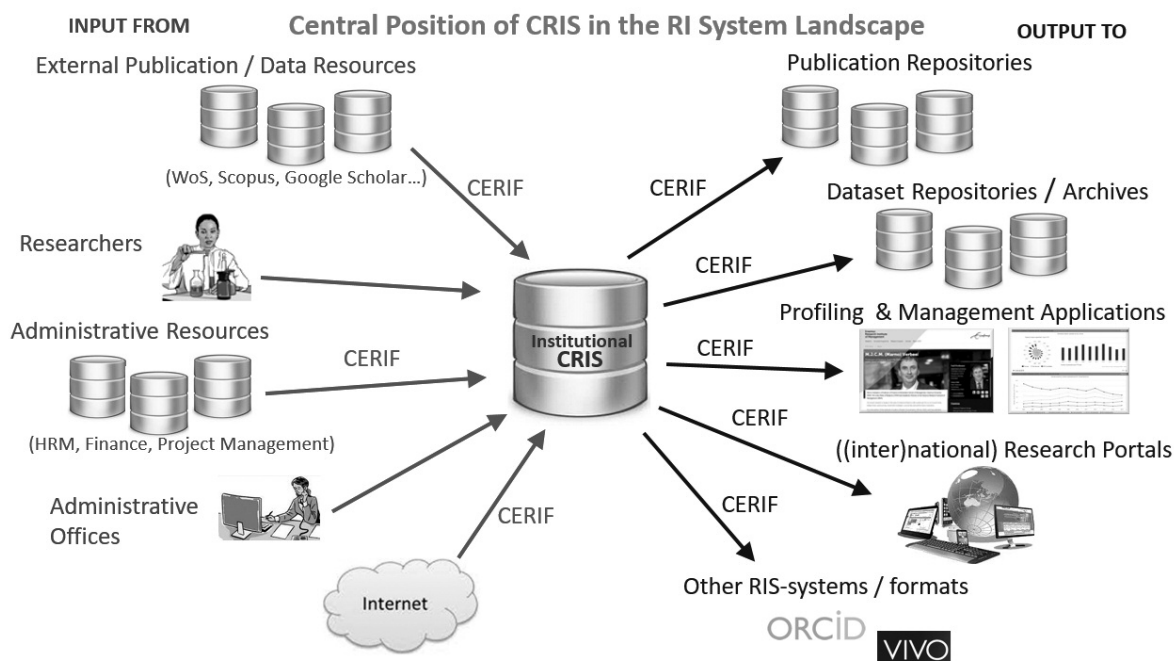 INPUT FROM
Central Position of CRIS in the RI System Landscape
OUTPUT TO
External Publication / Data Resources
(WoS, Scopus, Google Scholar...)
CERIF
Researchers
Administrative Resources
CERIF
(HRM, Finance, Project Management)
Administrative
Offices
CERIF
Internet
Institutional
CRIS
Publication Repositories
CERIF
Dataset Repositories / Archives
CERIF
Profiling & Management Applications
CERIF
CERIF
((inter)national) Research Portals
CERIF
Other RIS-systems / formats
ORCiD
VIVO